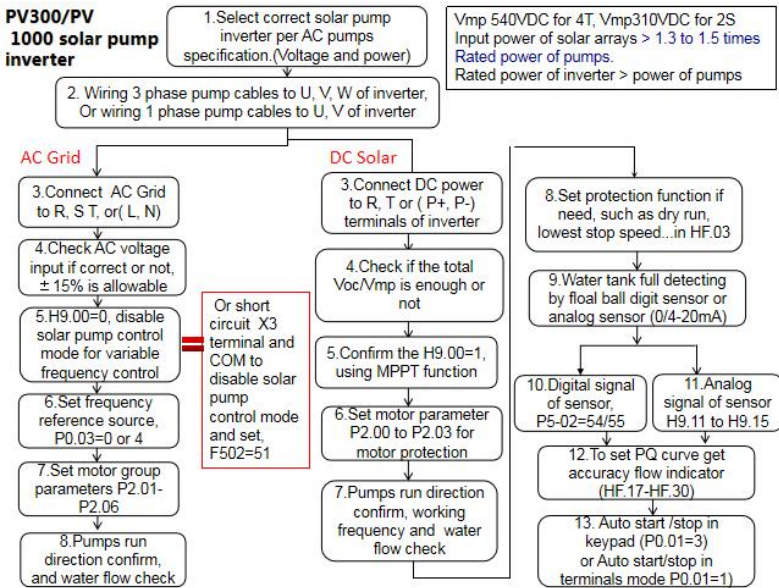 PV300/PV
1000 solar pump
inverter
1.Select correct solar pump
inverter per AC pumps
specification.(Voltage and power)
Vmp 540VDC for 4T, Vmp310VDC for 2S
Input power of solar arrays > 1.3 to 1.5 times
Rated power of pumps.
Rated power of inverter > power of pumps
2. Wiring 3 phase pump cables to U, V, W of inverter,
Or wiring 1 phase pump cables to U, V of inverter
AC Grid
3.Connect AC Grid
to R, S T, or( L, N)
4.Check AC voltage
input if correct or not,
± 15% is allowable
5.H9.00=0, disable
solar pump control
mode for variable
frequency control
6.Set frequency
reference source,
P0.03=0 or 4
7.Set motor group
parameters P2.01-
P2.06
8.Pumps run
direction confirm,
and water flow check
Or short
circuit X3
terminal and
COM to
disable solar
pump
control mode
and set,
F502=51
DC Solar
3.Connect DC power
to R, T or ( P+, P-)
terminals of inverter
4.Check if the total
Voc/Vmp is enough or
not
5.Confirm the H9.00=1,
using MPPT function
6.Set motor parameter
P2.00 to P2.03 for
motor protection
7.Pumps run direction
confirm, working
frequency and water
flow check
8.Set protection function if
need, such as dry run,
lowest stop speed...in HF.03
9.Water tank full detecting
by floal ball digit sensor or
analog sensor (0/4-20mA)
10.Digital signal
of sensor,
P5-02=54/55
11.Analog
signal of sensor
H9.11 to H9.15
12.To set PQ curve get
accuracy flow indicator
(HF.17-HF.30)
13. Auto start /stop in
keypad (P0.01=3)
or Auto start/stop in
terminals mode P0.01=1)